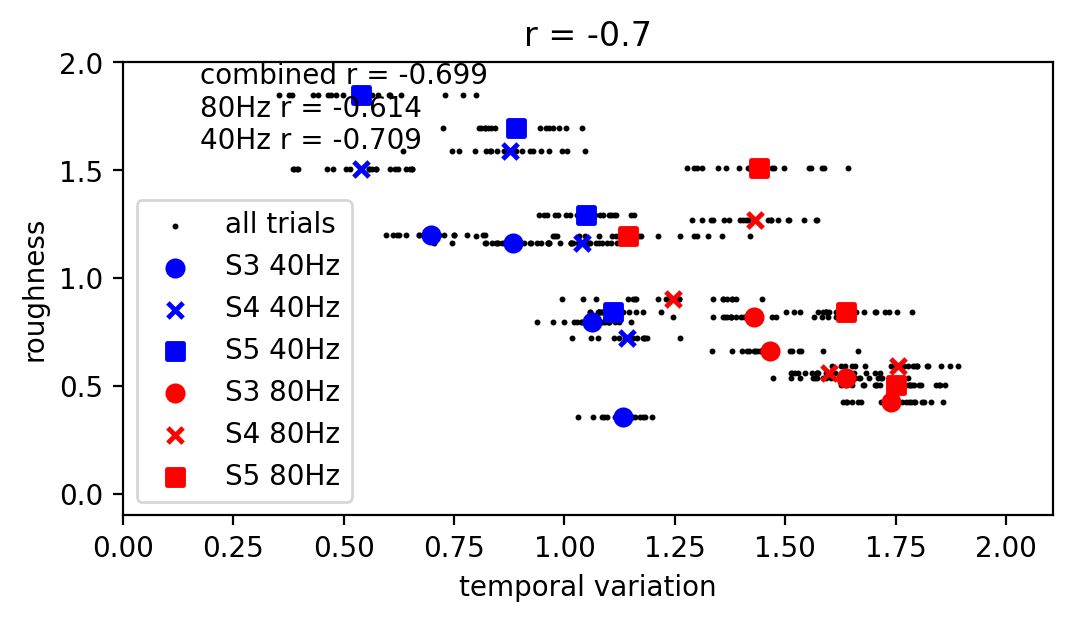 r = -0.7
combined r = -0.699
80Hz r = -0.614
40Hz r = -0.709
all trials
S3 40Hz
S4 40Hz
S5 40Hz
S3 80Hz
S4 80Hz
S5 80Hz
roughness
2.0
1.5
1.0
0.5
0.0
0.00 0.25 0.50 0.75 1.00 1.25 1.50 1.75 2.00
temporal variation